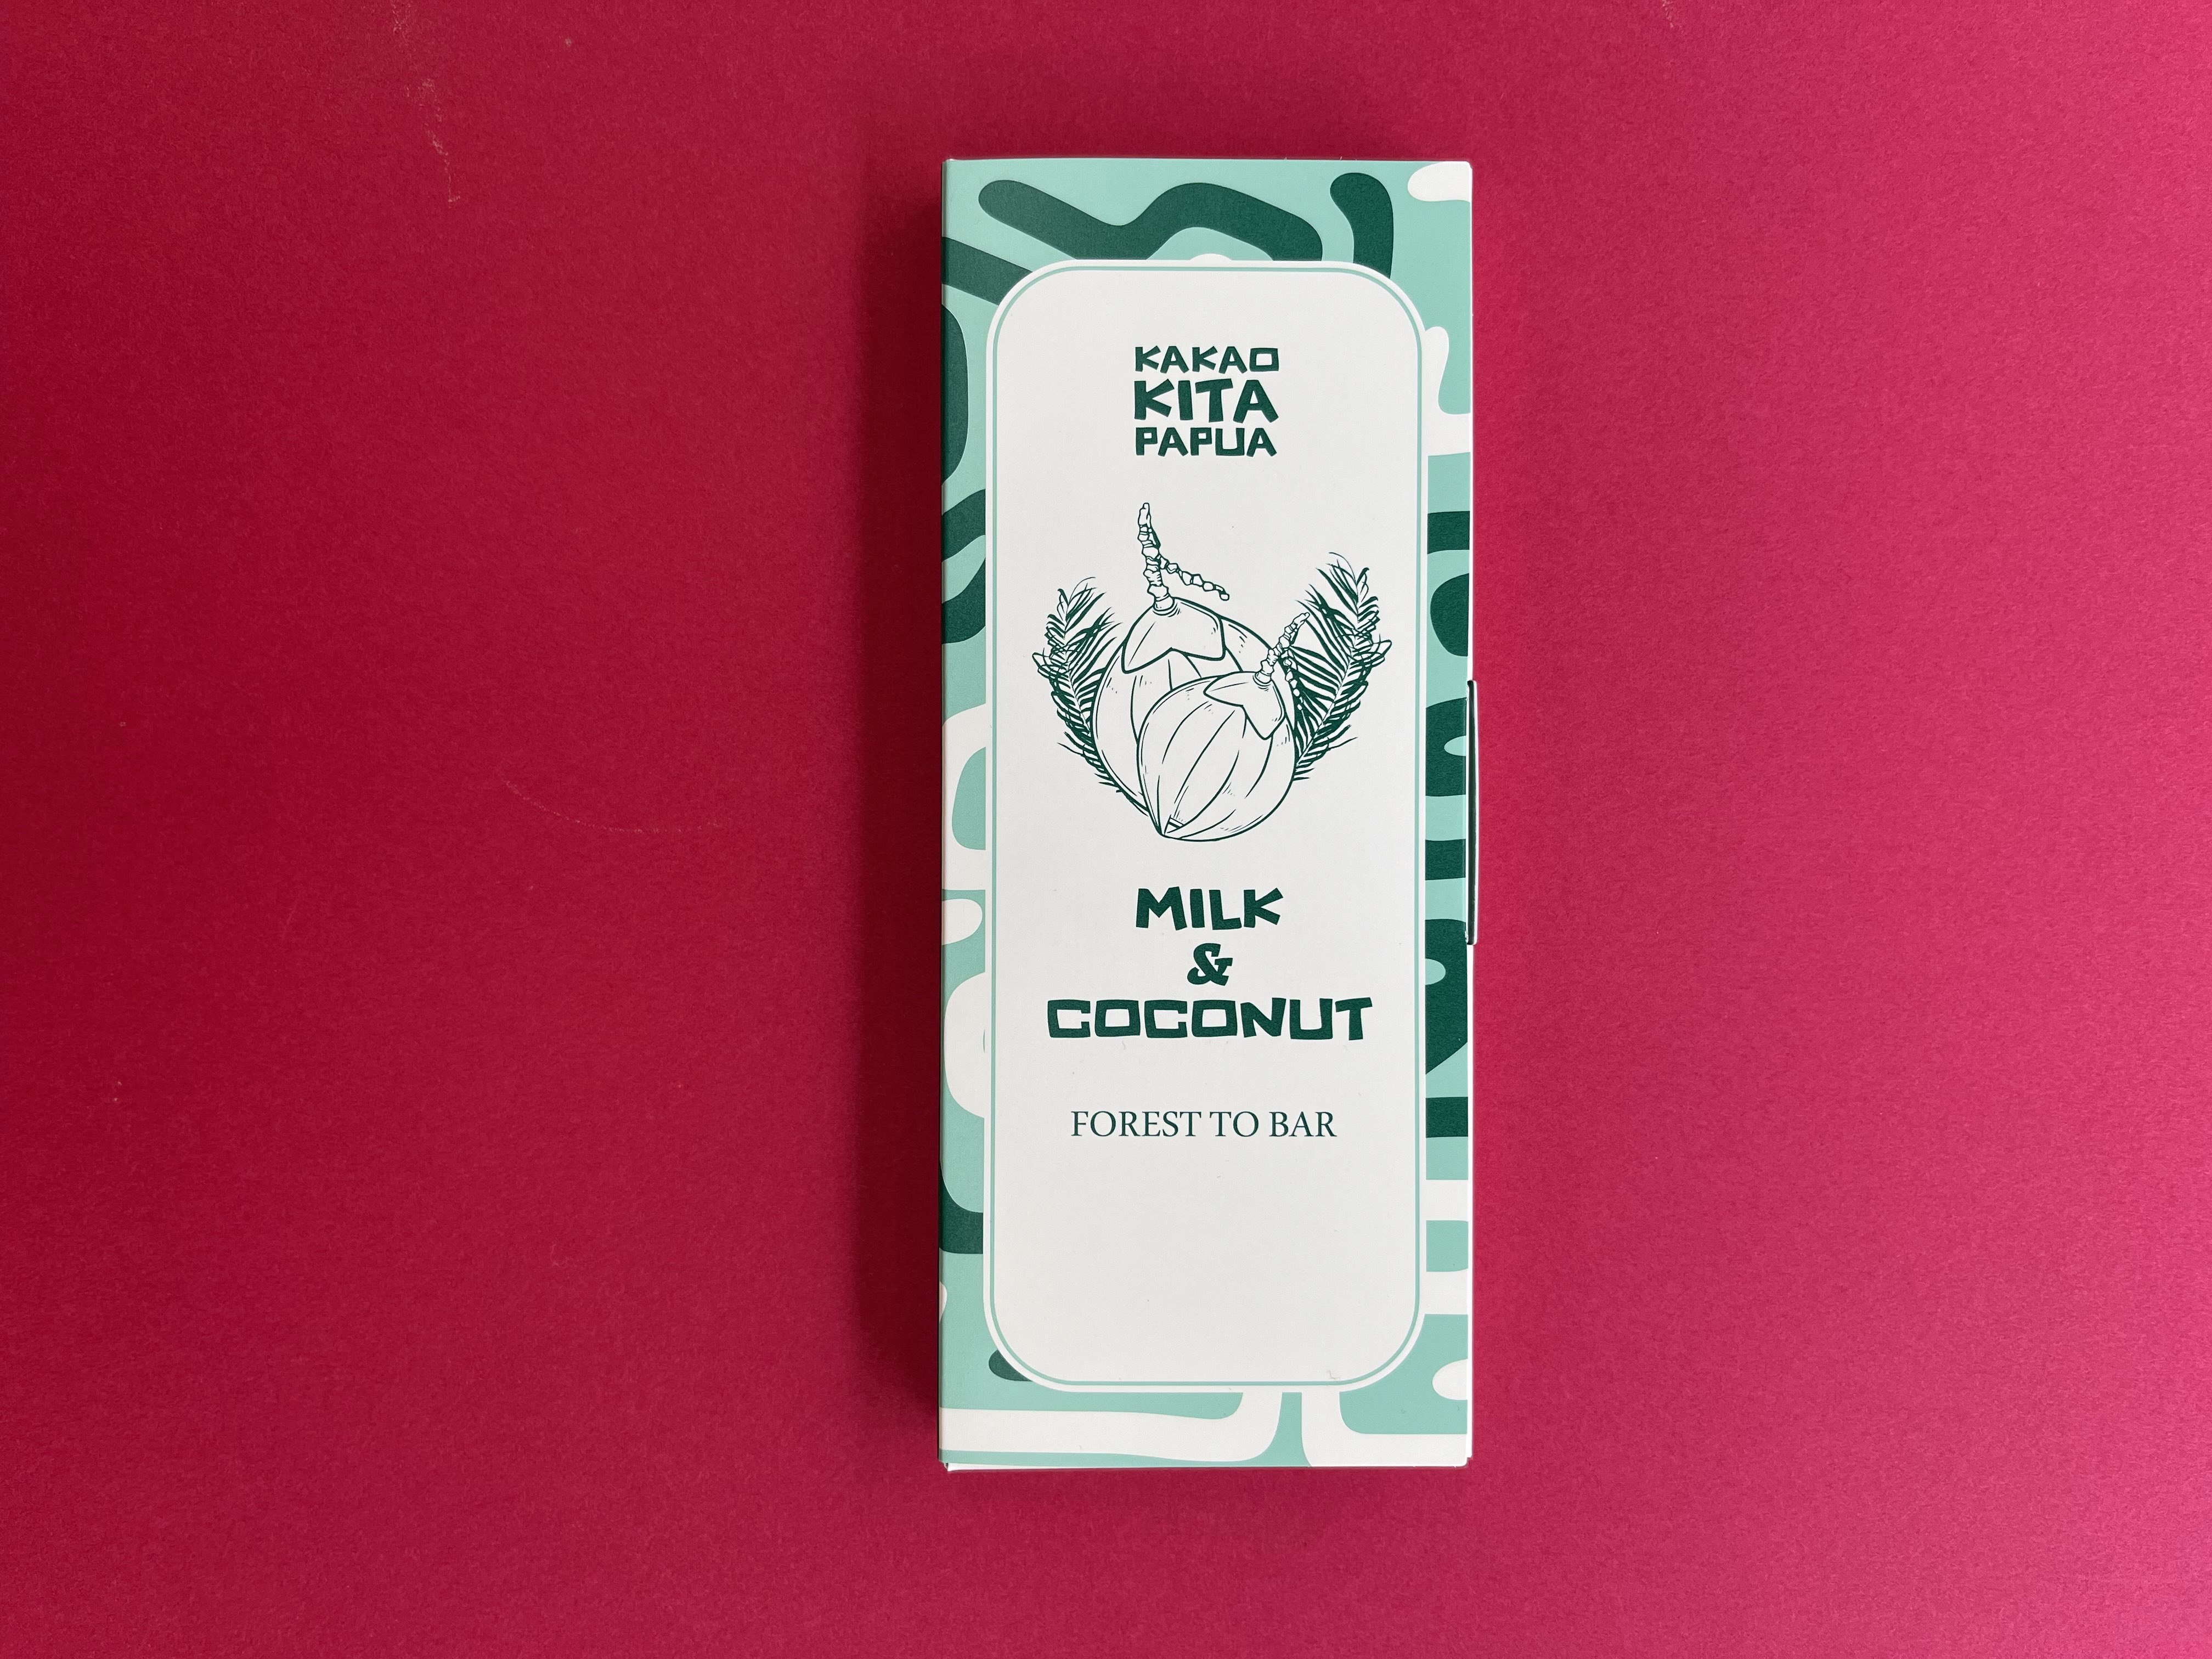 KAKAO
KITA
PAPUA
MILK
&
COCONUT
FOREST TO BAR